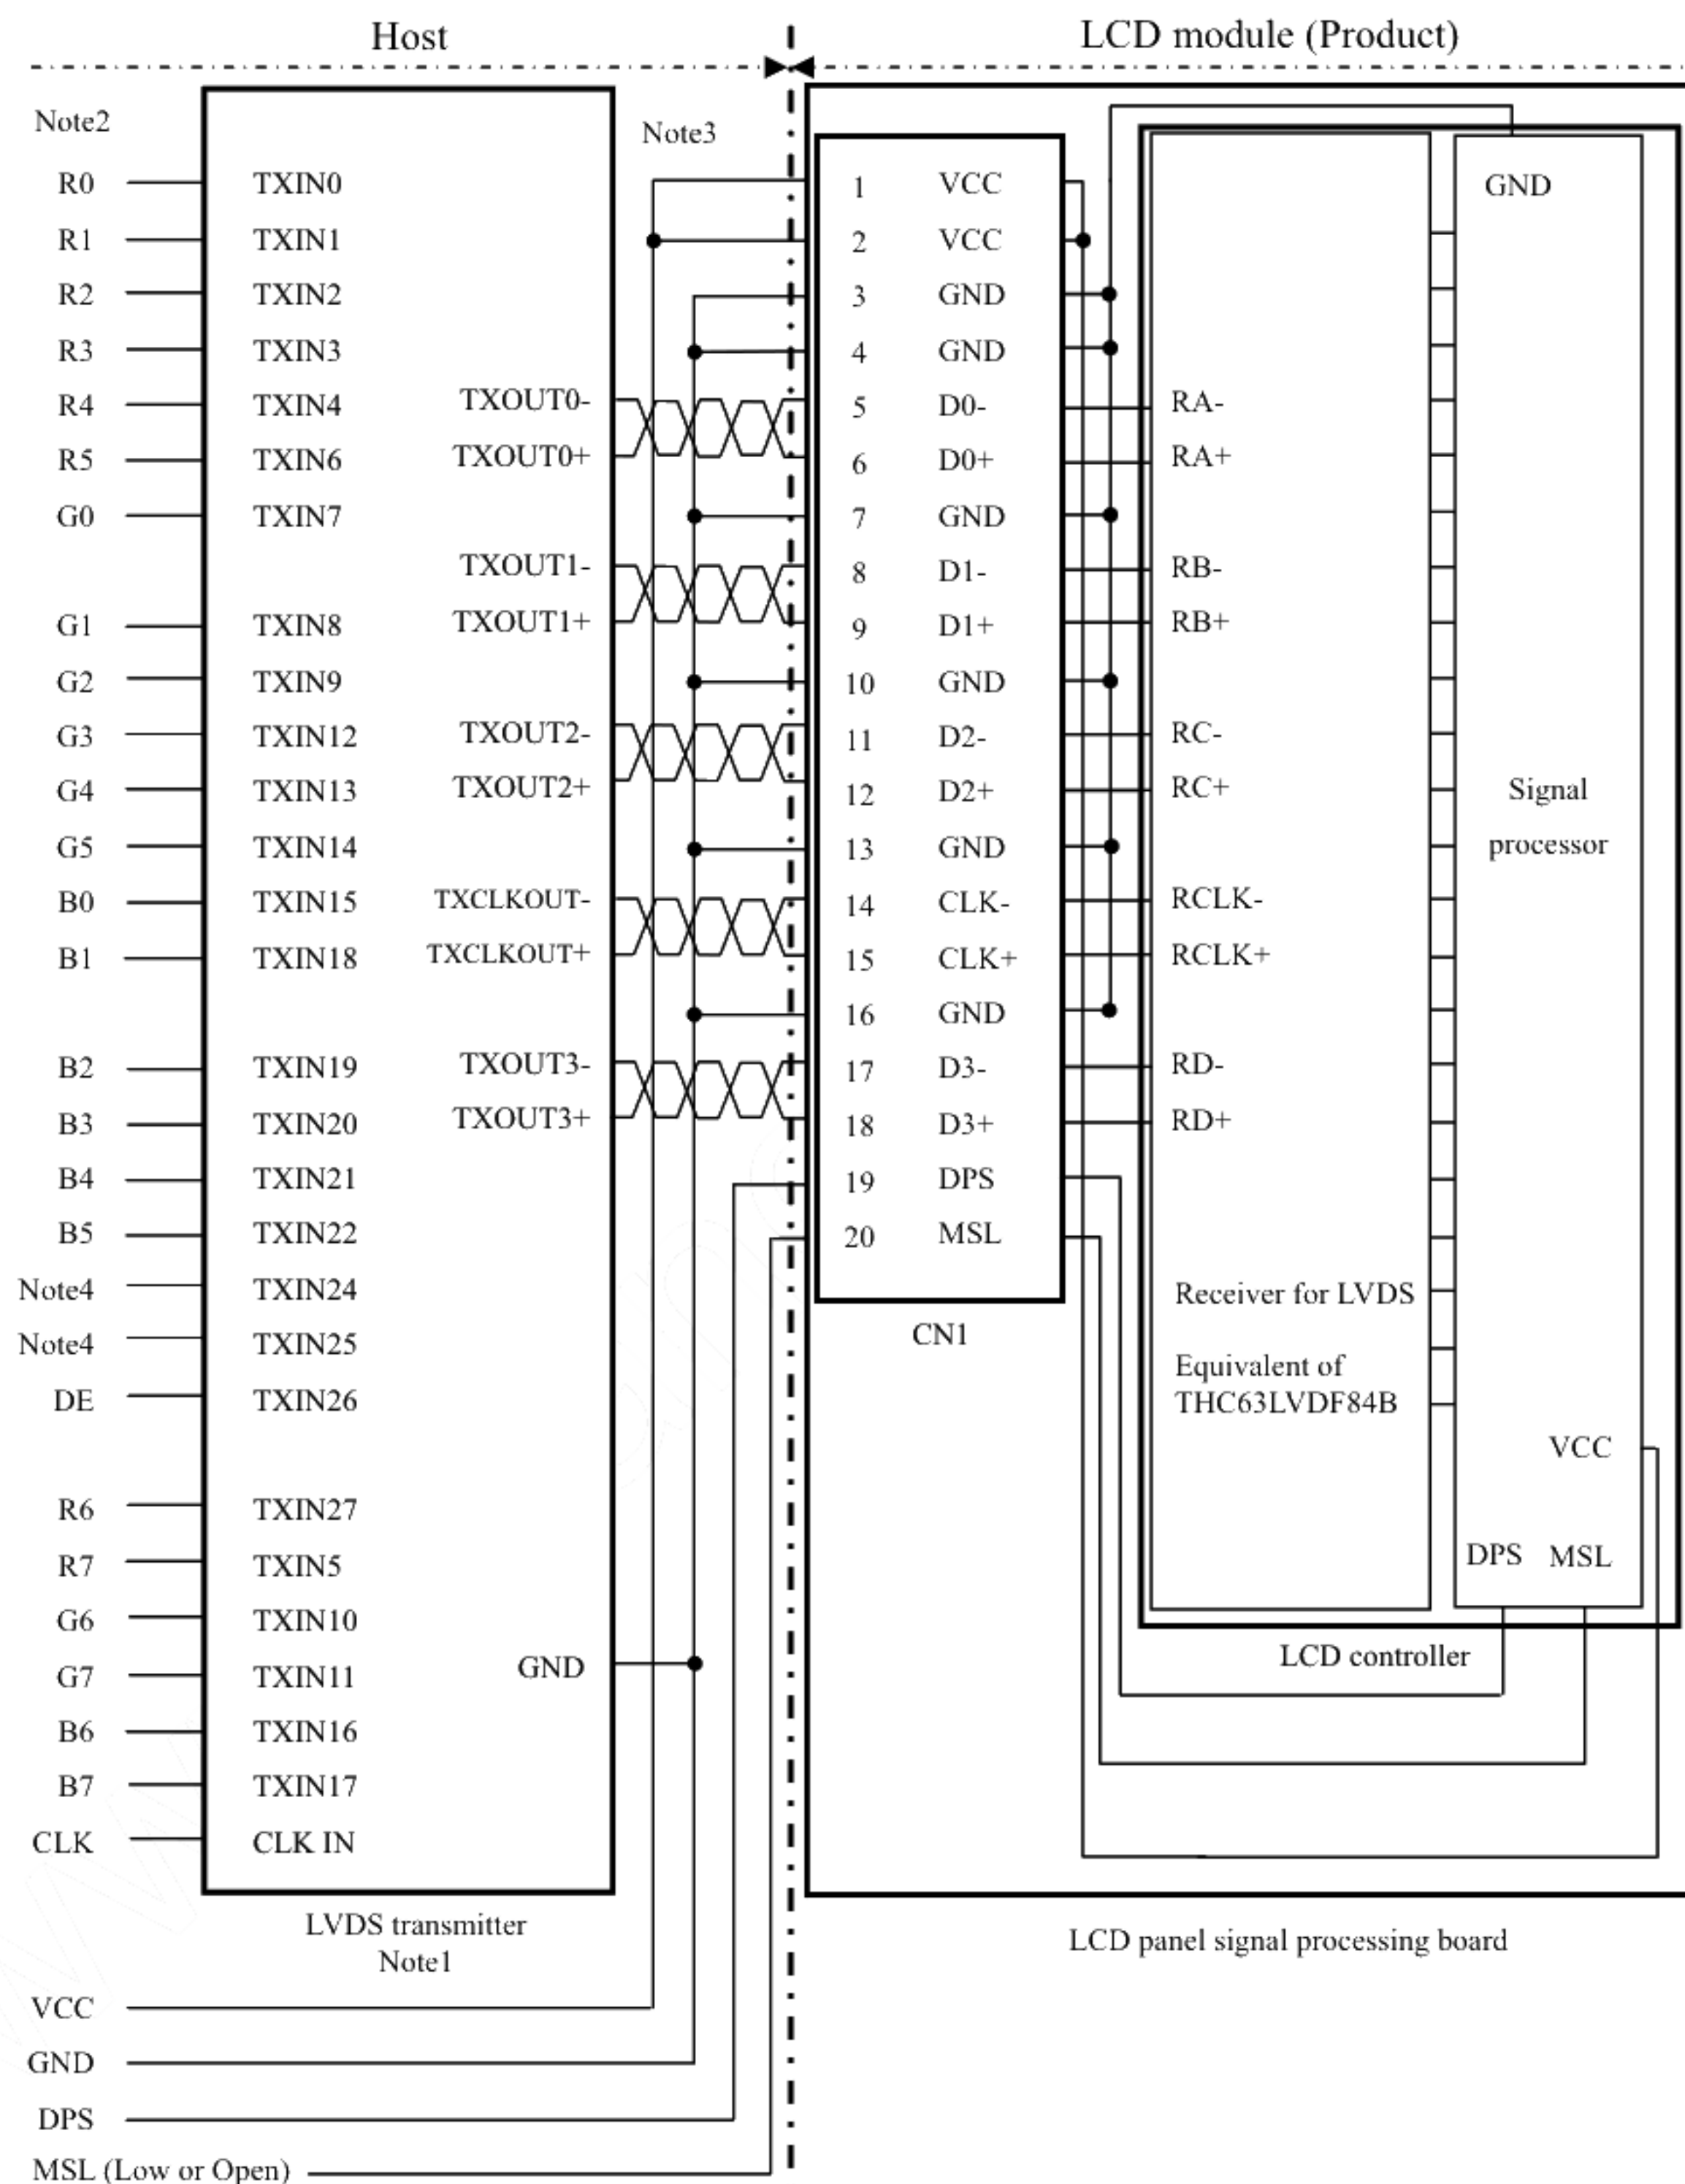 Host
LCD module (Product)
Note2
Note3
R0 TXIN0
R1 TXIN1
R2 TXIN2
R3 TXIN3
R4 TXIN4 TXOUT0-
R5 TXIN6 TXOUT0+
G0 TXIN7
TXOUT1-
G1 TXIN8 TXOUT1+
G2 TXIN9
G3 TXIN12 TXOUT2-
G4 TXIN13 TXOUT2+
G5 TXIN14
B0 TXIN15 TXCLKOUT-
B1 TXIN18 TXCLKOUT+
B2 TXIN19 TXOUT3-
B3 TXIN20 TXOUT3+
B4 TXIN21
B5 TXIN22
Note4 TXIN24
Note4 TXIN25
DE TXIN26
R6 TXIN27
R7 TXIN5
G6 TXIN10
G7 TXIN11 GND
B6 TXIN16
B7 TXIN17
CLK CLK IN
LVDS transmitter
Note1
VCC
GND
DPS
MSL (Low or Open)
1 VCC
2 VCC
3 GND
4 GND
5 D0-
6 D0+
7 GND
8 D1-
9 D1+
10 GND
11 D2-
12 D2+
13 GND
14 CLK-
15 CLK+
16 GND
17 D3-
18 D3+
19 DPS
20 MSL
CN1
RA-
RA+
RB-
RB+
RC-
RC+
RCLK-
RCLK+
RD-
RD+
Receiver for LVDS
Equivalent of
THC63LVDF84B
GND
Signal
processor
VCC
DPS MSL
LCD controller
LCD panel signal processing board